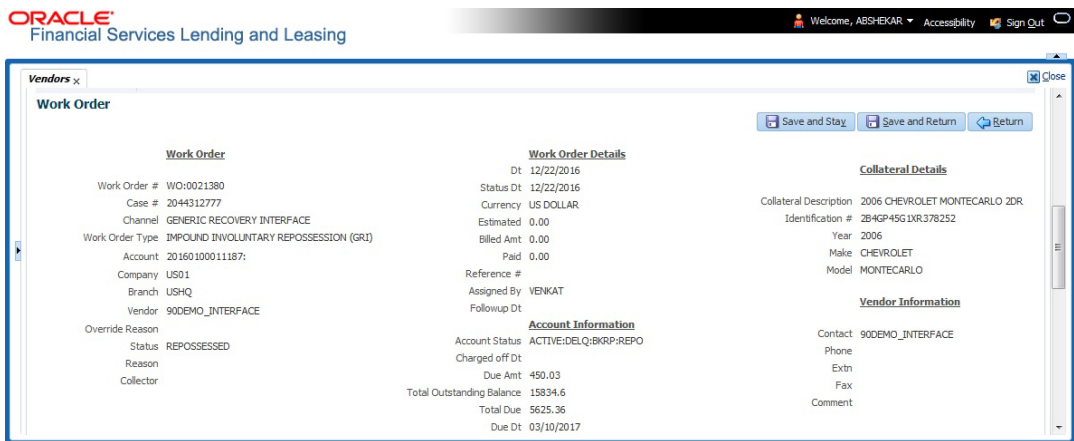 ORACLE®
Financial Services Lending and Leasing
Welcome, ABSHEKAR
Accessibility
Sign Out
Vendors
Close
Work Order
Save and Stay
Save and Return
Return
Work Order
Work Order # WO:0021380
Case # 2044312777
Channel GENERIC RECOVERY INTERFACE
Work Order Type IMPOUND INVOLUNTARY REPOSSESSION (GRI)
Account 20160100011187:
Company US01
Branch USHQ
Vendor 90DEMO_INTERFACE
Override Reason
Status REPOSSESSED
Reason
Collector
Work Order Details
Dt 12/22/2016
Status Dt 12/22/2016
Currency US DOLLAR
Estimated 0.00
Billed Amt 0.00
Paid 0.00
Reference #
Assigned By VENKAT
Followup Dt
Account Information
Account Status ACTIVE:DELQ:BKRP:REPO
Charged off Dt
Due Amt 450.03
Total Outstanding Balance 15834.6
Total Due 5625.36
Due Dt 03/10/2017
Collateral Details
Collateral Description 2006 CHEVROLET MONTECARLO 2DR
Identification # 2B4GP45G1XR378252
Year 2006
Make CHEVROLET
Model MONTECARLO
Vendor Information
Contact 90DEMO_INTERFACE
Phone
Extn
Fax
Comment